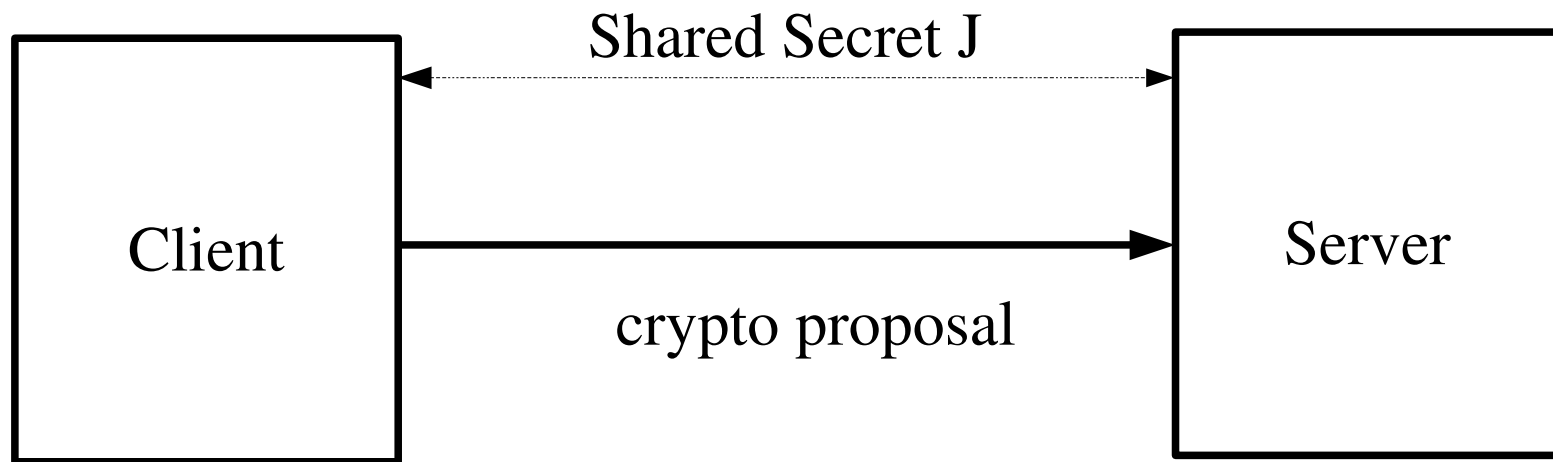 Shared Secret J
Client
Server
crypto proposal